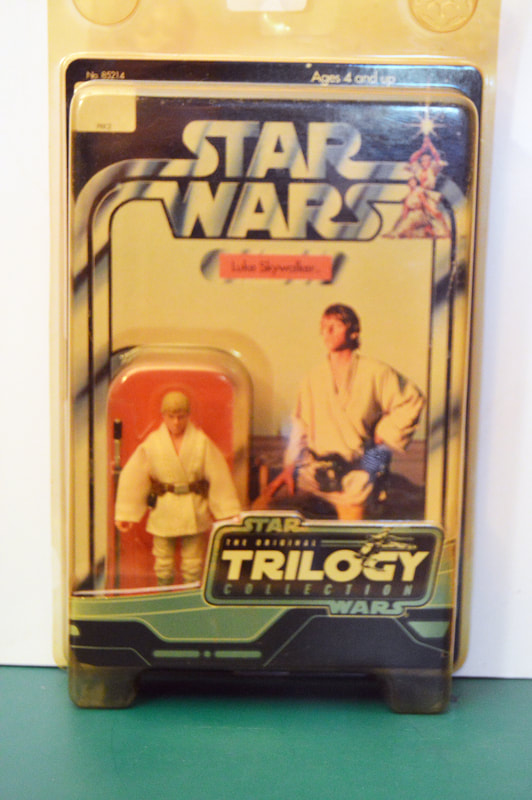 No. 85214
Ages 4 and up
STAR
WARS
Luke Skywalker
STAR
THE ORIGINAL
TRILOGY
COLLECTION
WARS